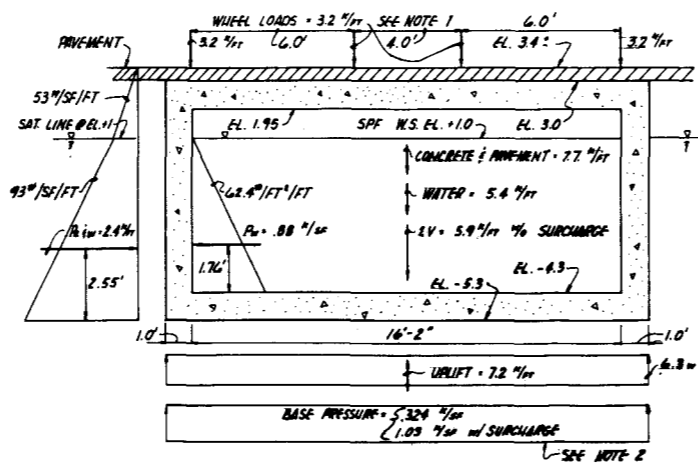 WHEEL LOADS = 3.2 K/FT SEE NOTE 1
6.0'
3.2 K/FT 6.0' 4.0' EL. 3.4± 3.2 K/FT
PAVEMENT
53#/SF/FT
SAT. LINE @ EL.+1
EL. 1.95 SPF W.S. EL.+1.0 EL. 3.0
CONCRETE & PAVEMENT = 7.7 K/FT
93#/SF/FT
62.4#/FT²/FT
WATER = 5.4 K/FT
= 2.4 K/FT
Pw = .88 K/SF
ΣV = 5.9 K/FT W/O SURCHARGE
2.55'
1.76'
EL. -5.3 EL. -4.3
1.0' 16'-2" 1.0'
UPLIFT = 7.2 K/FT
BASE PRESSURE = .324 K/SF
1.03 K/SF W/ SURCHARGE
SEE NOTE 2